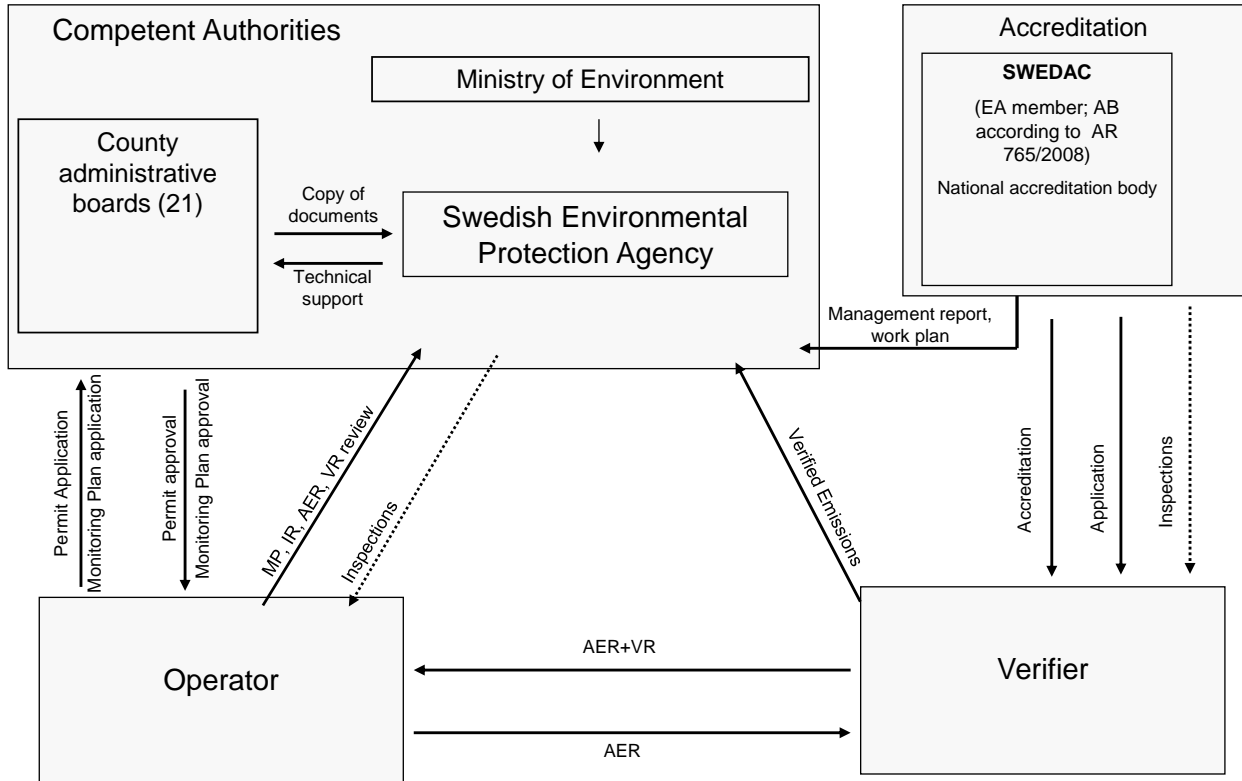 Competent Authorities
Ministry of Environment
County
administrative
boards (21)
Copy of
documents
Technical
support
Swedish Environmental
Protection Agency
Accreditation
SWEDAC
(EA member; AB
according to AR
765/2008)
National accreditation body
Management report,
work plan
Permit Application
Monitoring Plan application
Permit approval
Monitoring Plan approval
MP, IR, AER, VR review
Inspections
Verified Emissions
Accreditation
Application
Inspections
Operator
AER+VR
AER
Verifier